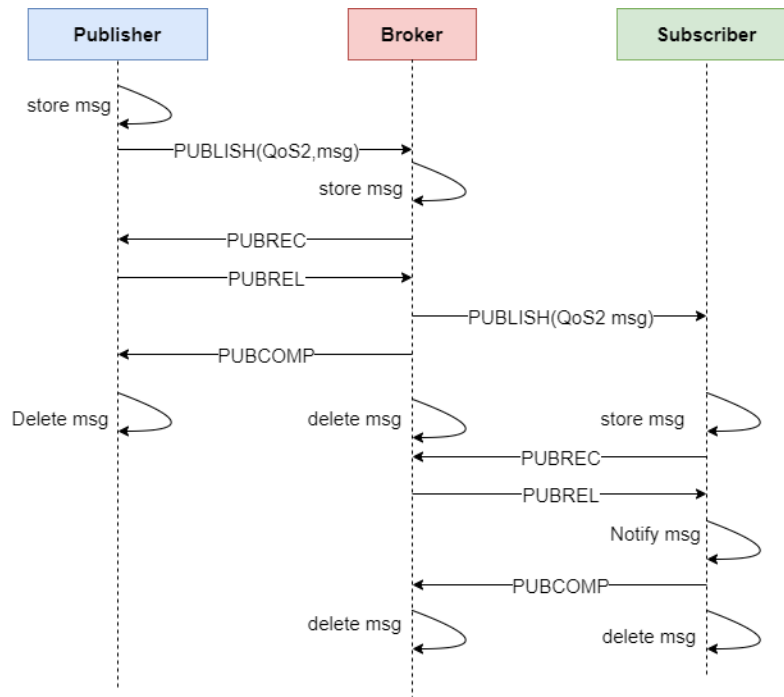 Publisher
Broker
Subscriber
store msg
PUBLISH(QoS2,msg)
store msg
PUBREC
PUBREL
PUBLISH(QoS2 msg)
PUBCOMP
Delete msg
delete msg
store msg
PUBREC
PUBREL
Notify msg
PUBCOMP
delete msg
delete msg